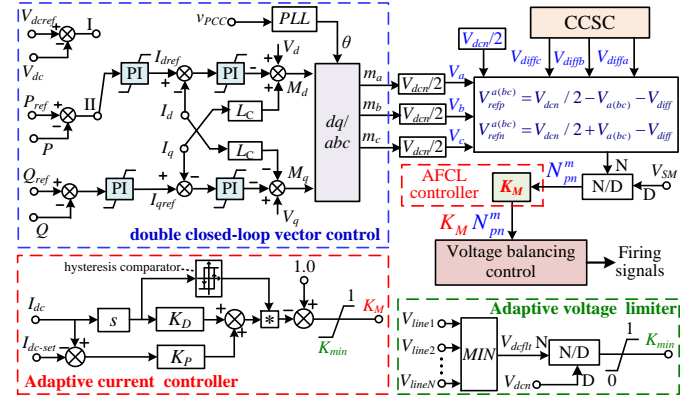 V_dcref
I
V_dc
P_ref
II
P
PI
I_dref
PI
V_d
M_d
I_d
L_C
I_q
L_C
Q_ref
Q
PI
I_qref
PI
M_q
V_q
v_PCC
PLL
θ
dq/
abc
double closed-loop vector control
m_a
m_b
m_c
V_dcn/2
V_dcn/2
V_dcn/2
V_a
V_b
V_c
V_dcn/2
CCSC
V_diffc
V_diffb
V_diffa
V_refp^a(bc) = V_dcn / 2 − V_a(bc) − V_diff
V_refn^a(bc) = V_dcn / 2 + V_a(bc) − V_diff
N
N/D
D
V_SM
N_pn^m
AFCL
controller
K_M
K_M N_pn^m
Voltage balancing
control
Firing
signals
hysteresis comparator
1.0
I_dc
s
K_D
*
1
K_M
K_min
I_dc-set
K_P
Adaptive current controller
Adaptive voltage limiter
V_line1
V_line2
V_lineN
MIN
V_dcflt
N
N/D
D
V_dcn
1
0
K_min